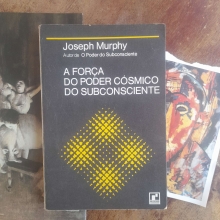 Joseph Murphy
Autor de O Poder do Subconsciente
A FORÇA
DO PODER CÓSMICO
DO SUBCONSCIENTE